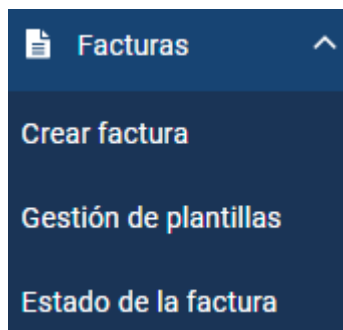 Facturas
Crear factura
Gestión de plantillas
Estado de la factura